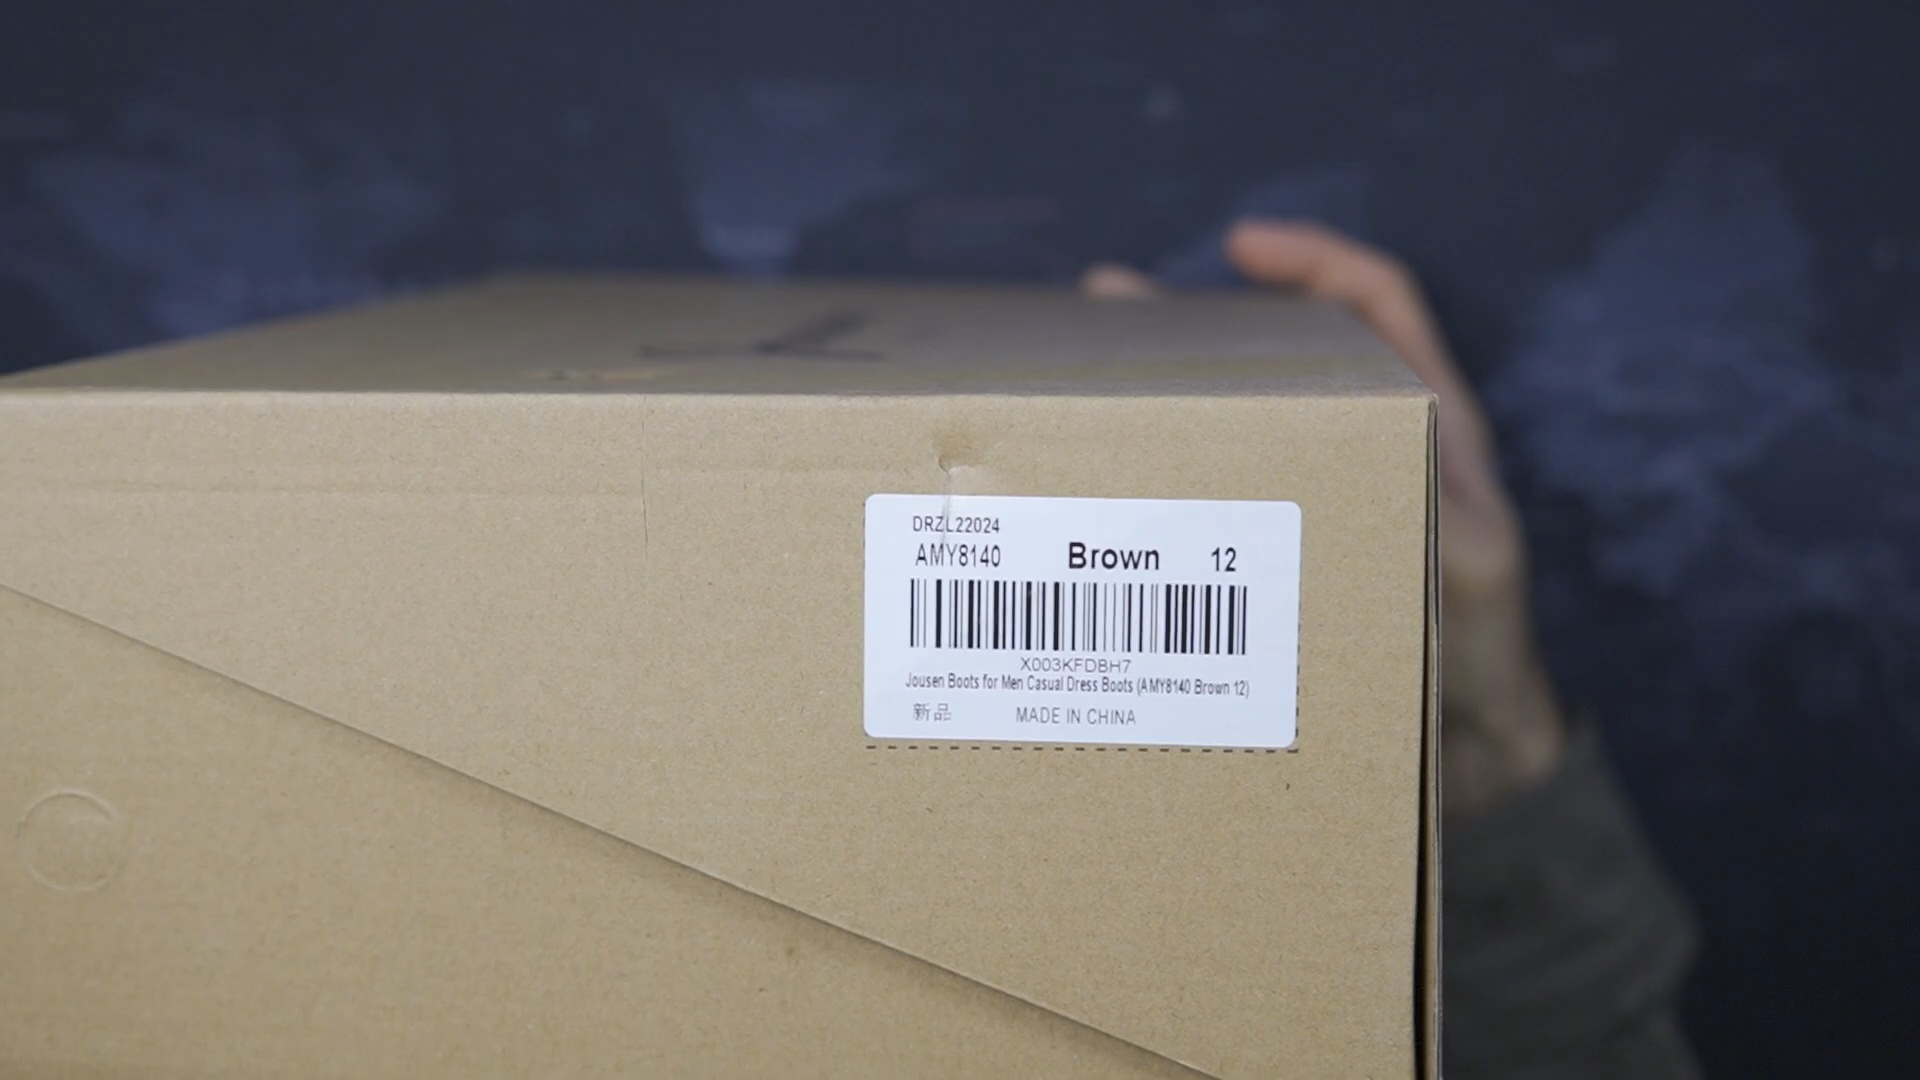 DRZL22024
AMY8140 Brown 12
X003KFDBH7
Jousen Boots for Men Casual Dress Boots (AMY8140 Brown 12)
新品 MADE IN CHINA